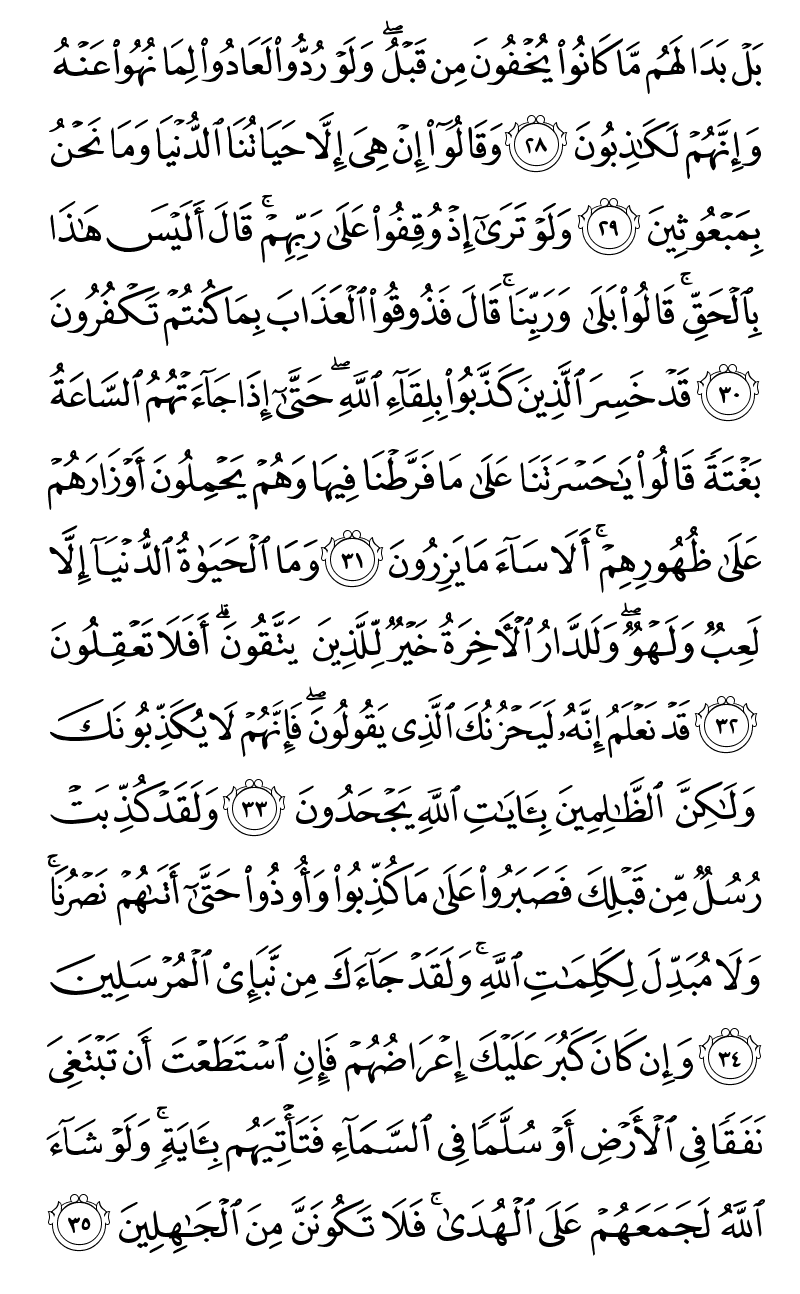 بَلۡ بَدَا لَهُم مَّا كَانُواْ يُخۡفُونَ مِن قَبۡلُۖ وَلَوۡ رُدُّواْ لَعَادُواْ لِمَا نُهُواْ عَنۡهُ
وَإِنَّهُمۡ لَكَٰذِبُونَ ٢٨ وَقَالُوٓاْ إِنۡ هِيَ إِلَّا حَيَاتُنَا ٱلدُّنۡيَا وَمَا نَحۡنُ
بِمَبۡعُوثِينَ ٢٩ وَلَوۡ تَرَىٰٓ إِذۡ وُقِفُواْ عَلَىٰ رَبِّهِمۡۚ قَالَ أَلَيۡسَ هَٰذَا
بِٱلۡحَقِّۚ قَالُواْ بَلَىٰ وَرَبِّنَاۚ قَالَ فَذُوقُواْ ٱلۡعَذَابَ بِمَا كُنتُمۡ تَكۡفُرُونَ
٣٠ قَدۡ خَسِرَ ٱلَّذِينَ كَذَّبُواْ بِلِقَآءِ ٱللَّهِۖ حَتَّىٰٓ إِذَا جَآءَتۡهُمُ ٱلسَّاعَةُ
بَغۡتَةٗ قَالُواْ يَٰحَسۡرَتَنَا عَلَىٰ مَا فَرَّطۡنَا فِيهَا وَهُمۡ يَحۡمِلُونَ أَوۡزَارَهُمۡ
عَلَىٰ ظُهُورِهِمۡۚ أَلَا سَآءَ مَا يَزِرُونَ ٣١ وَمَا ٱلۡحَيَوٰةُ ٱلدُّنۡيَآ إِلَّا
لَعِبٞ وَلَهۡوٞۖ وَلَلدَّارُ ٱلۡأٓخِرَةُ خَيۡرٞ لِّلَّذِينَ يَتَّقُونَۚ أَفَلَا تَعۡقِلُونَ
٣٢ قَدۡ نَعۡلَمُ إِنَّهُۥ لَيَحۡزُنُكَ ٱلَّذِي يَقُولُونَۖ فَإِنَّهُمۡ لَا يُكَذِّبُونَكَ
وَلَٰكِنَّ ٱلظَّٰلِمِينَ بِـَٔايَٰتِ ٱللَّهِ يَجۡحَدُونَ ٣٣ وَلَقَدۡ كُذِّبَتۡ
رُسُلٞ مِّن قَبۡلِكَ فَصَبَرُواْ عَلَىٰ مَا كُذِّبُواْ وَأُوذُواْ حَتَّىٰٓ أَتَىٰهُمۡ نَصۡرُنَاۚ
وَلَا مُبَدِّلَ لِكَلِمَٰتِ ٱللَّهِۚ وَلَقَدۡ جَآءَكَ مِن نَّبَإِيْ ٱلۡمُرۡسَلِينَ
٣٤ وَإِن كَانَ كَبُرَ عَلَيۡكَ إِعۡرَاضُهُمۡ فَإِنِ ٱسۡتَطَعۡتَ أَن تَبۡتَغِيَ
نَفَقٗا فِي ٱلۡأَرۡضِ أَوۡ سُلَّمٗا فِي ٱلسَّمَآءِ فَتَأۡتِيَهُم بِـَٔايَةٖۚ وَلَوۡ شَآءَ
ٱللَّهُ لَجَمَعَهُمۡ عَلَى ٱلۡهُدَىٰۚ فَلَا تَكُونَنَّ مِنَ ٱلۡجَٰهِلِينَ ٣٥